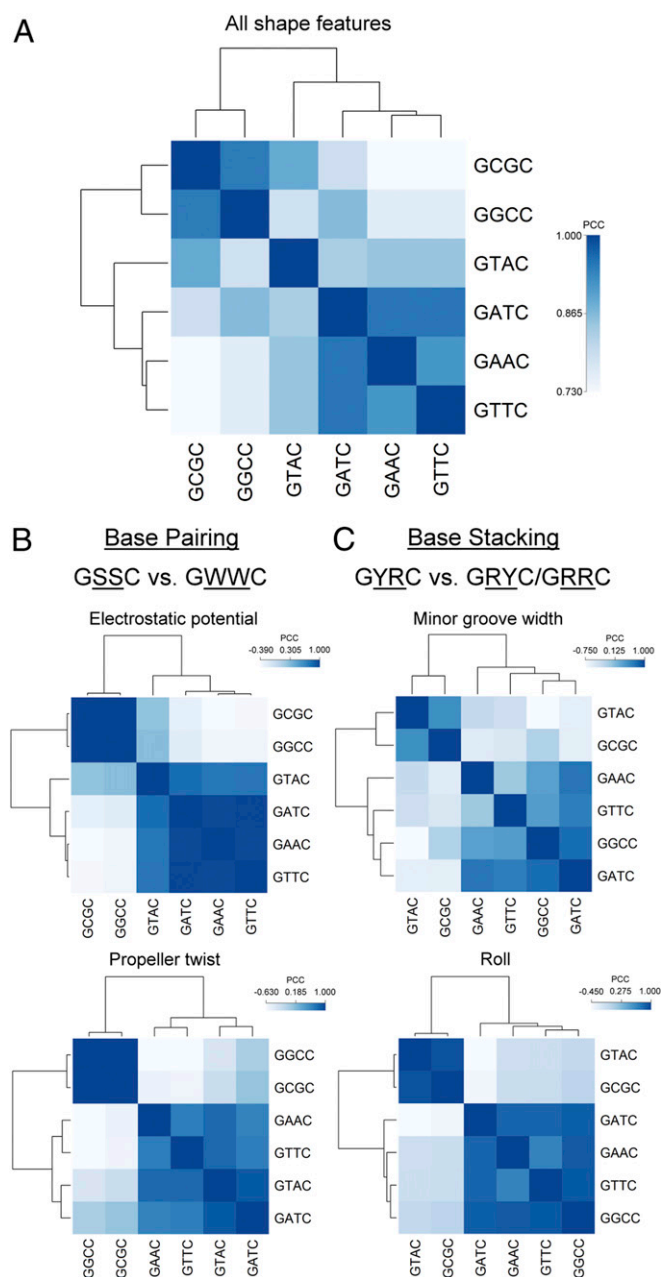 A
All shape features
GCGC
GGCC
GTAC
GATC
GAAC
GTTC
PCC
1.000
0.865
0.730
GCGC GGCC GTAC GATC GAAC GTTC
B
Base Pairing
GSSC vs. GWWC
Electrostatic potential
PCC
-0.390 0.305 1.000
GCGC
GGCC
GTAC
GATC
GAAC
GTTC
GCGC GGCC GTAC GATC GAAC GTTC
Propeller twist
PCC
-0.630 0.185 1.000
GGCC
GCGC
GAAC
GTTC
GTAC
GATC
GGCC GCGC GAAC GTTC GTAC GATC
C
Base Stacking
GYRC vs. GRYC/GRRC
Minor groove width
PCC
-0.750 0.125 1.000
GTAC
GCGC
GAAC
GTTC
GGCC
GATC
GTAC GCGC GAAC GTTC GGCC GATC
Roll
PCC
-0.450 0.275 1.000
GTAC
GCGC
GATC
GAAC
GTTC
GGCC
GTAC GCGC GATC GAAC GTTC GGCC